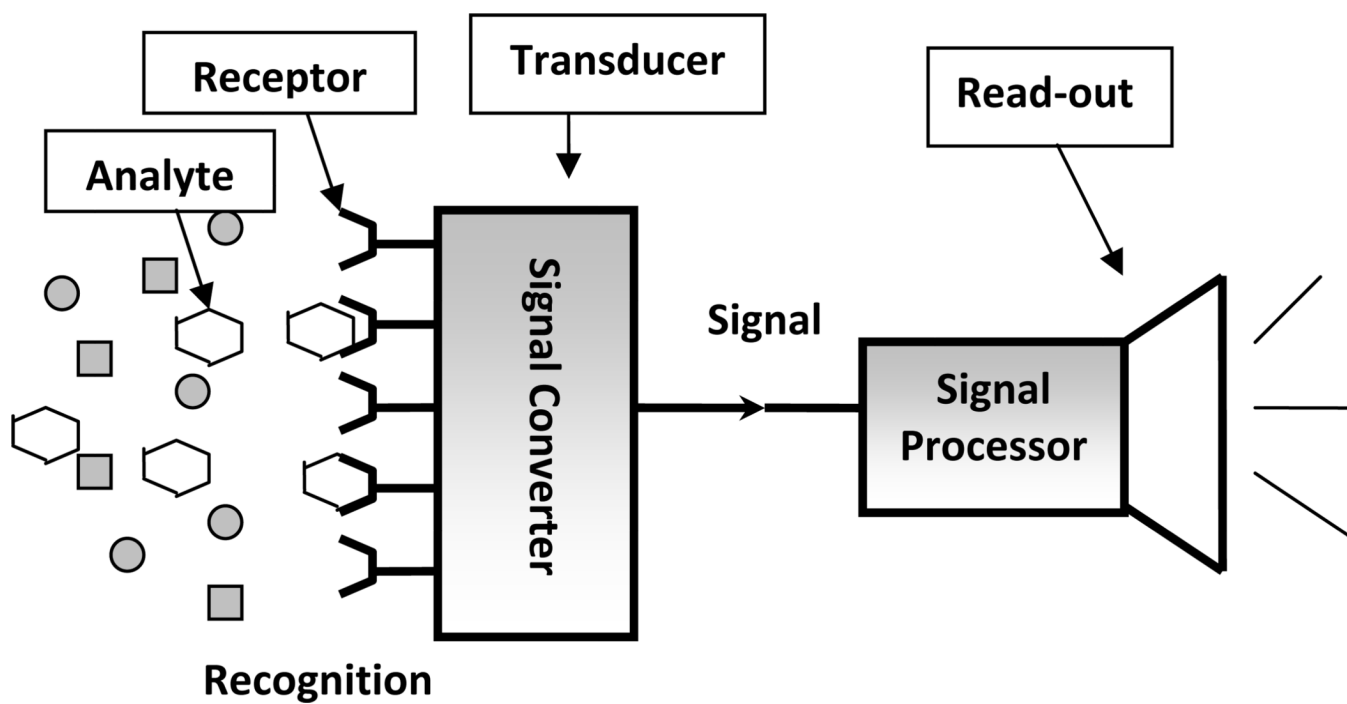 Receptor
Transducer
Read-out
Analyte
Signal Converter
Signal
Signal
Processor
Recognition